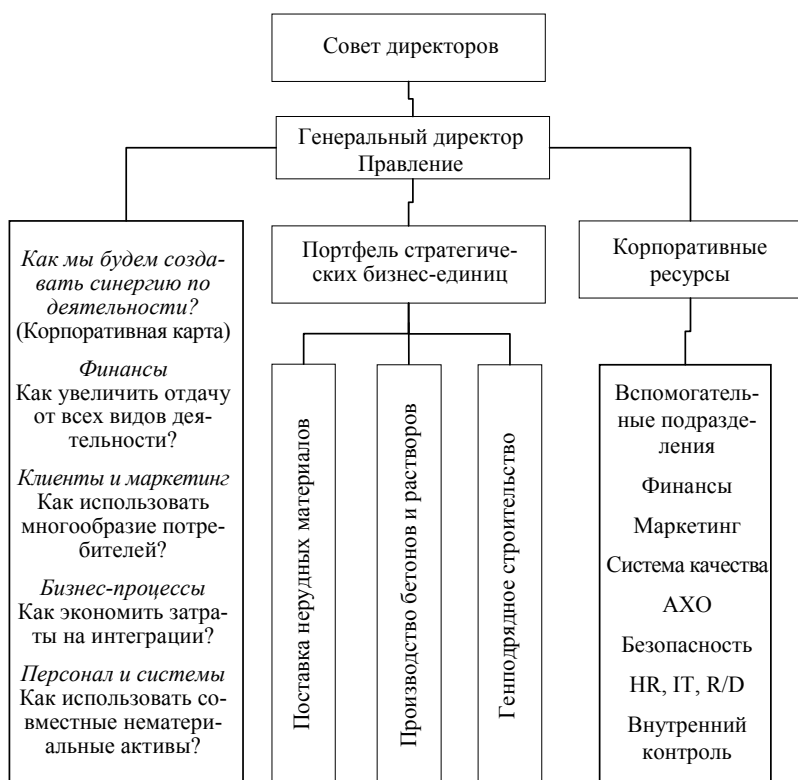 Совет директоров
Генеральный директор
Правление
Как мы будем созда-
вать синергию по
деятельности?
(Корпоративная карта)
Финансы
Как увеличить отдачу
от всех видов дея-
тельности?
Клиенты и маркетинг
Как использовать
многообразие потре-
бителей?
Бизнес-процессы
Как экономить затра-
ты на интеграции?
Персонал и системы
Как использовать со-
вместные нематери-
альные активы?
Портфель стратегиче-
ских бизнес-единиц
Поставка нерудных материалов
Производство бетонов и растворов
Генподрядное строительство
Корпоративные
ресурсы
Вспомогатель-
ные подразде-
ления
Финансы
Маркетинг
Система качества
АХО
Безопасность
HR, IT, R/D
Внутренний
контроль